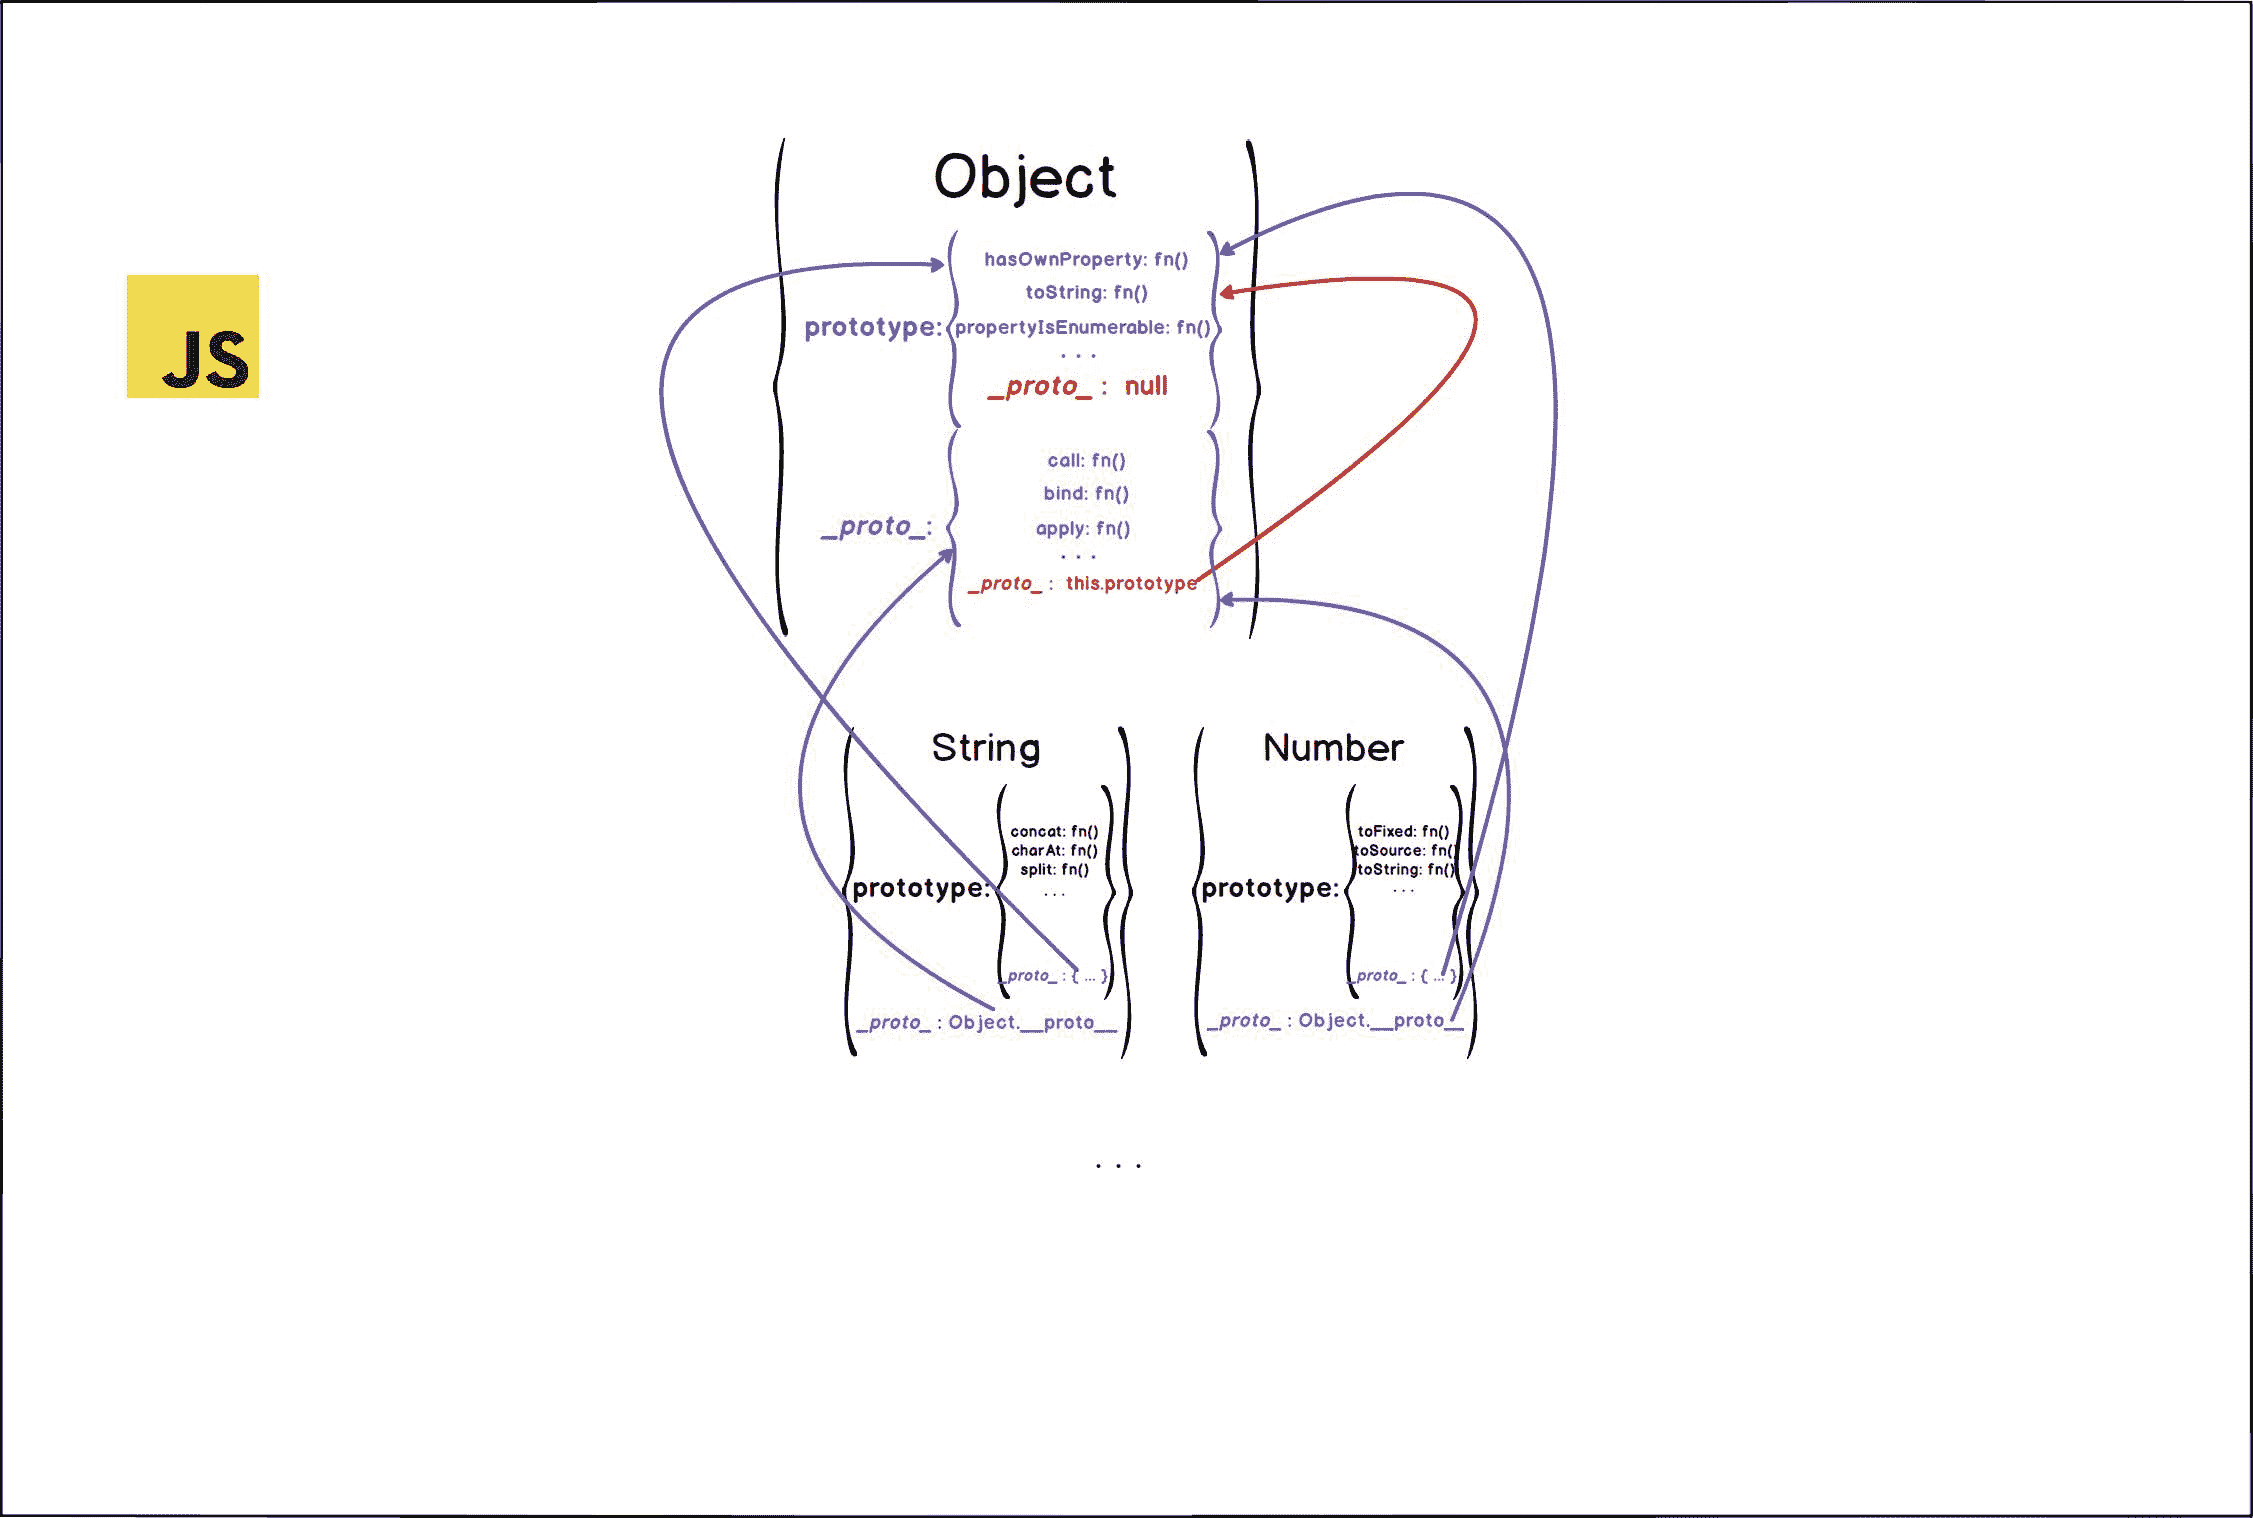 Object
JS
hasOwnProperty: fn()
toString: fn()
prototype: propertyIsEnumerable: fn()
...
_proto_ : null
call: fn()
bind: fn()
_proto_: apply: fn()
...
_proto_ : this.prototype
String
concat: fn()
charAt: fn()
split: fn()
prototype: ...
_proto_ : { ... }
_proto_ : Object.__proto__
Number
toFixed: fn()
toSource: fn()
toString: fn()
prototype: ...
_proto_ : { ... }
_proto_ : Object.__proto__
...